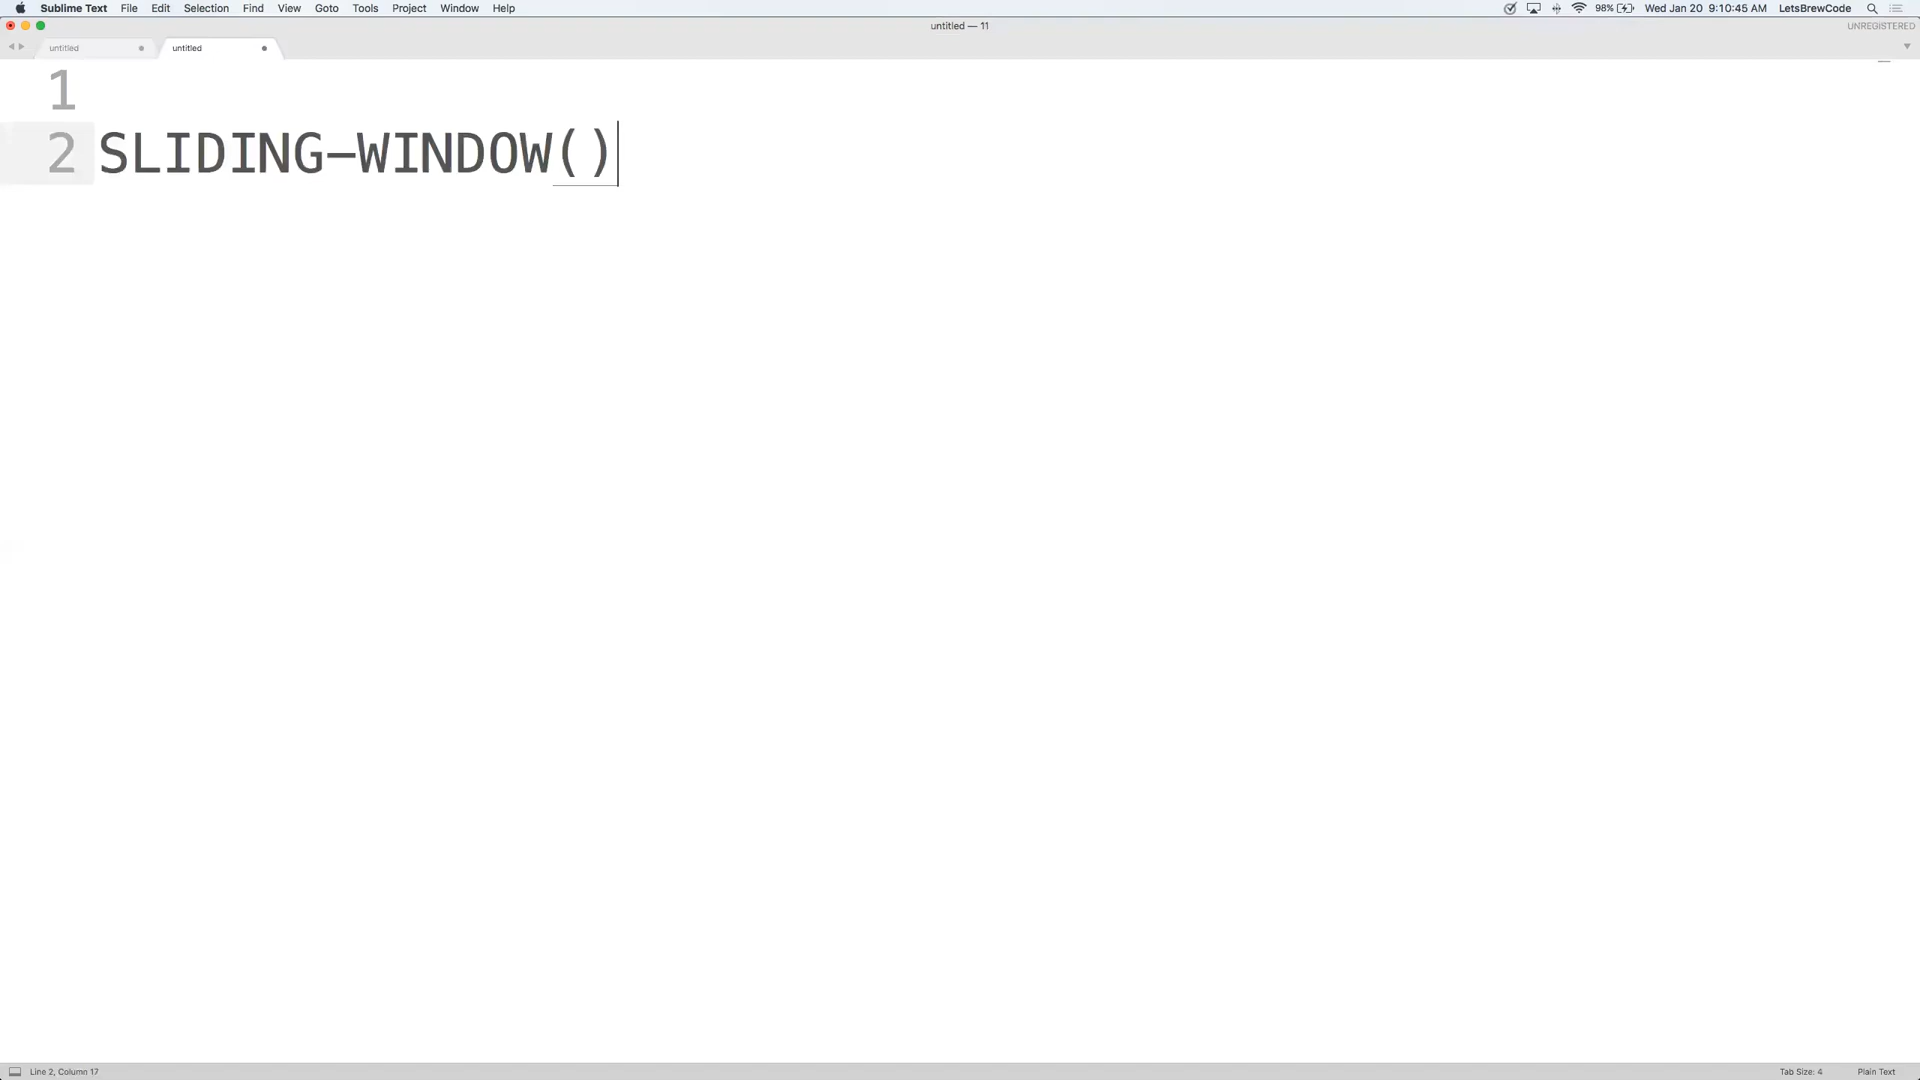 Sublime Text File Edit Selection Find View Goto Tools Project Window Help 98% Wed Jan 20 9:10:45 AM LetsBrewCode
untitled — 11 UNREGISTERED
untitled untitled
1
2 SLIDING-WINDOW()
Line 2, Column 17 Tab Size: 4 Plain Text